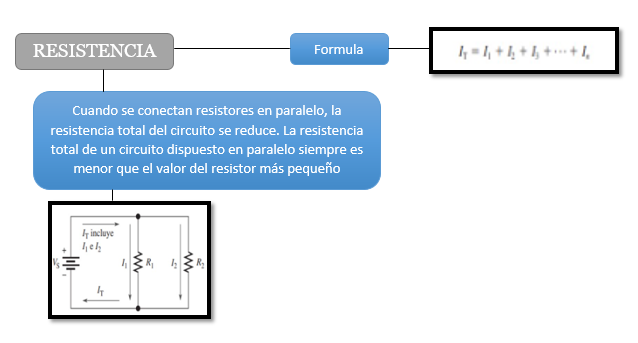 RESISTENCIA
Formula
I_T = I_1 + I_2 + I_3 + ··· + I_n
Cuando se conectan resistores en paralelo, la
resistencia total del circuito se reduce. La resistencia
total de un circuito dispuesto en paralelo siempre es
menor que el valor del resistor más pequeño
I_T incluye
I_1 e I_2
+
V_S
−
I_1
R_1
I_2
R_2
I_T